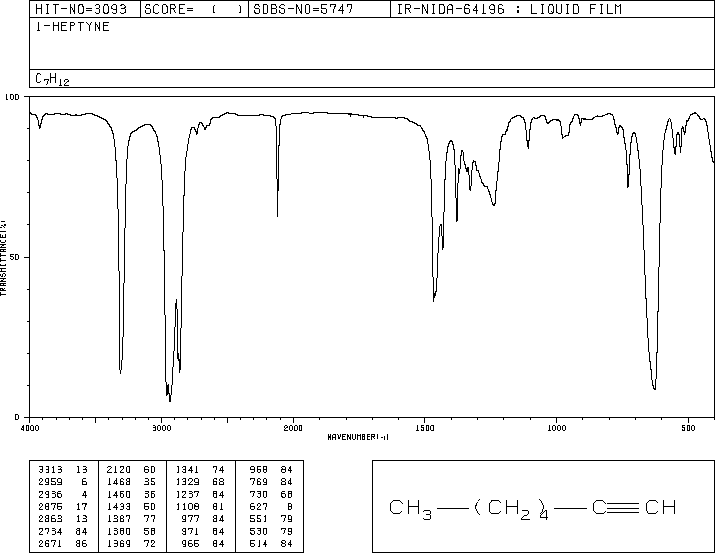 HIT-NO=3093 SCORE= ( ) SDBS-NO=5747 IR-NIDA-64196 : LIQUID FILM
1-HEPTYNE
C7H12
100
50
0
TRANSMITTANCE(%)
4000 3000 2000 1500 1000 500
WAVENUMBER(-1)
3313 13 2120 60 1341 74 968 84
2959 6 1468 35 1329 68 769 84
2936 4 1460 36 1237 64 730 68
2875 17 1433 50 1108 81 627 8
2863 13 1387 77 977 84 551 79
2734 84 1380 58 971 84 530 79
2671 86 1369 72 965 84 514 84
CH3—(CH2)4—C≡CH